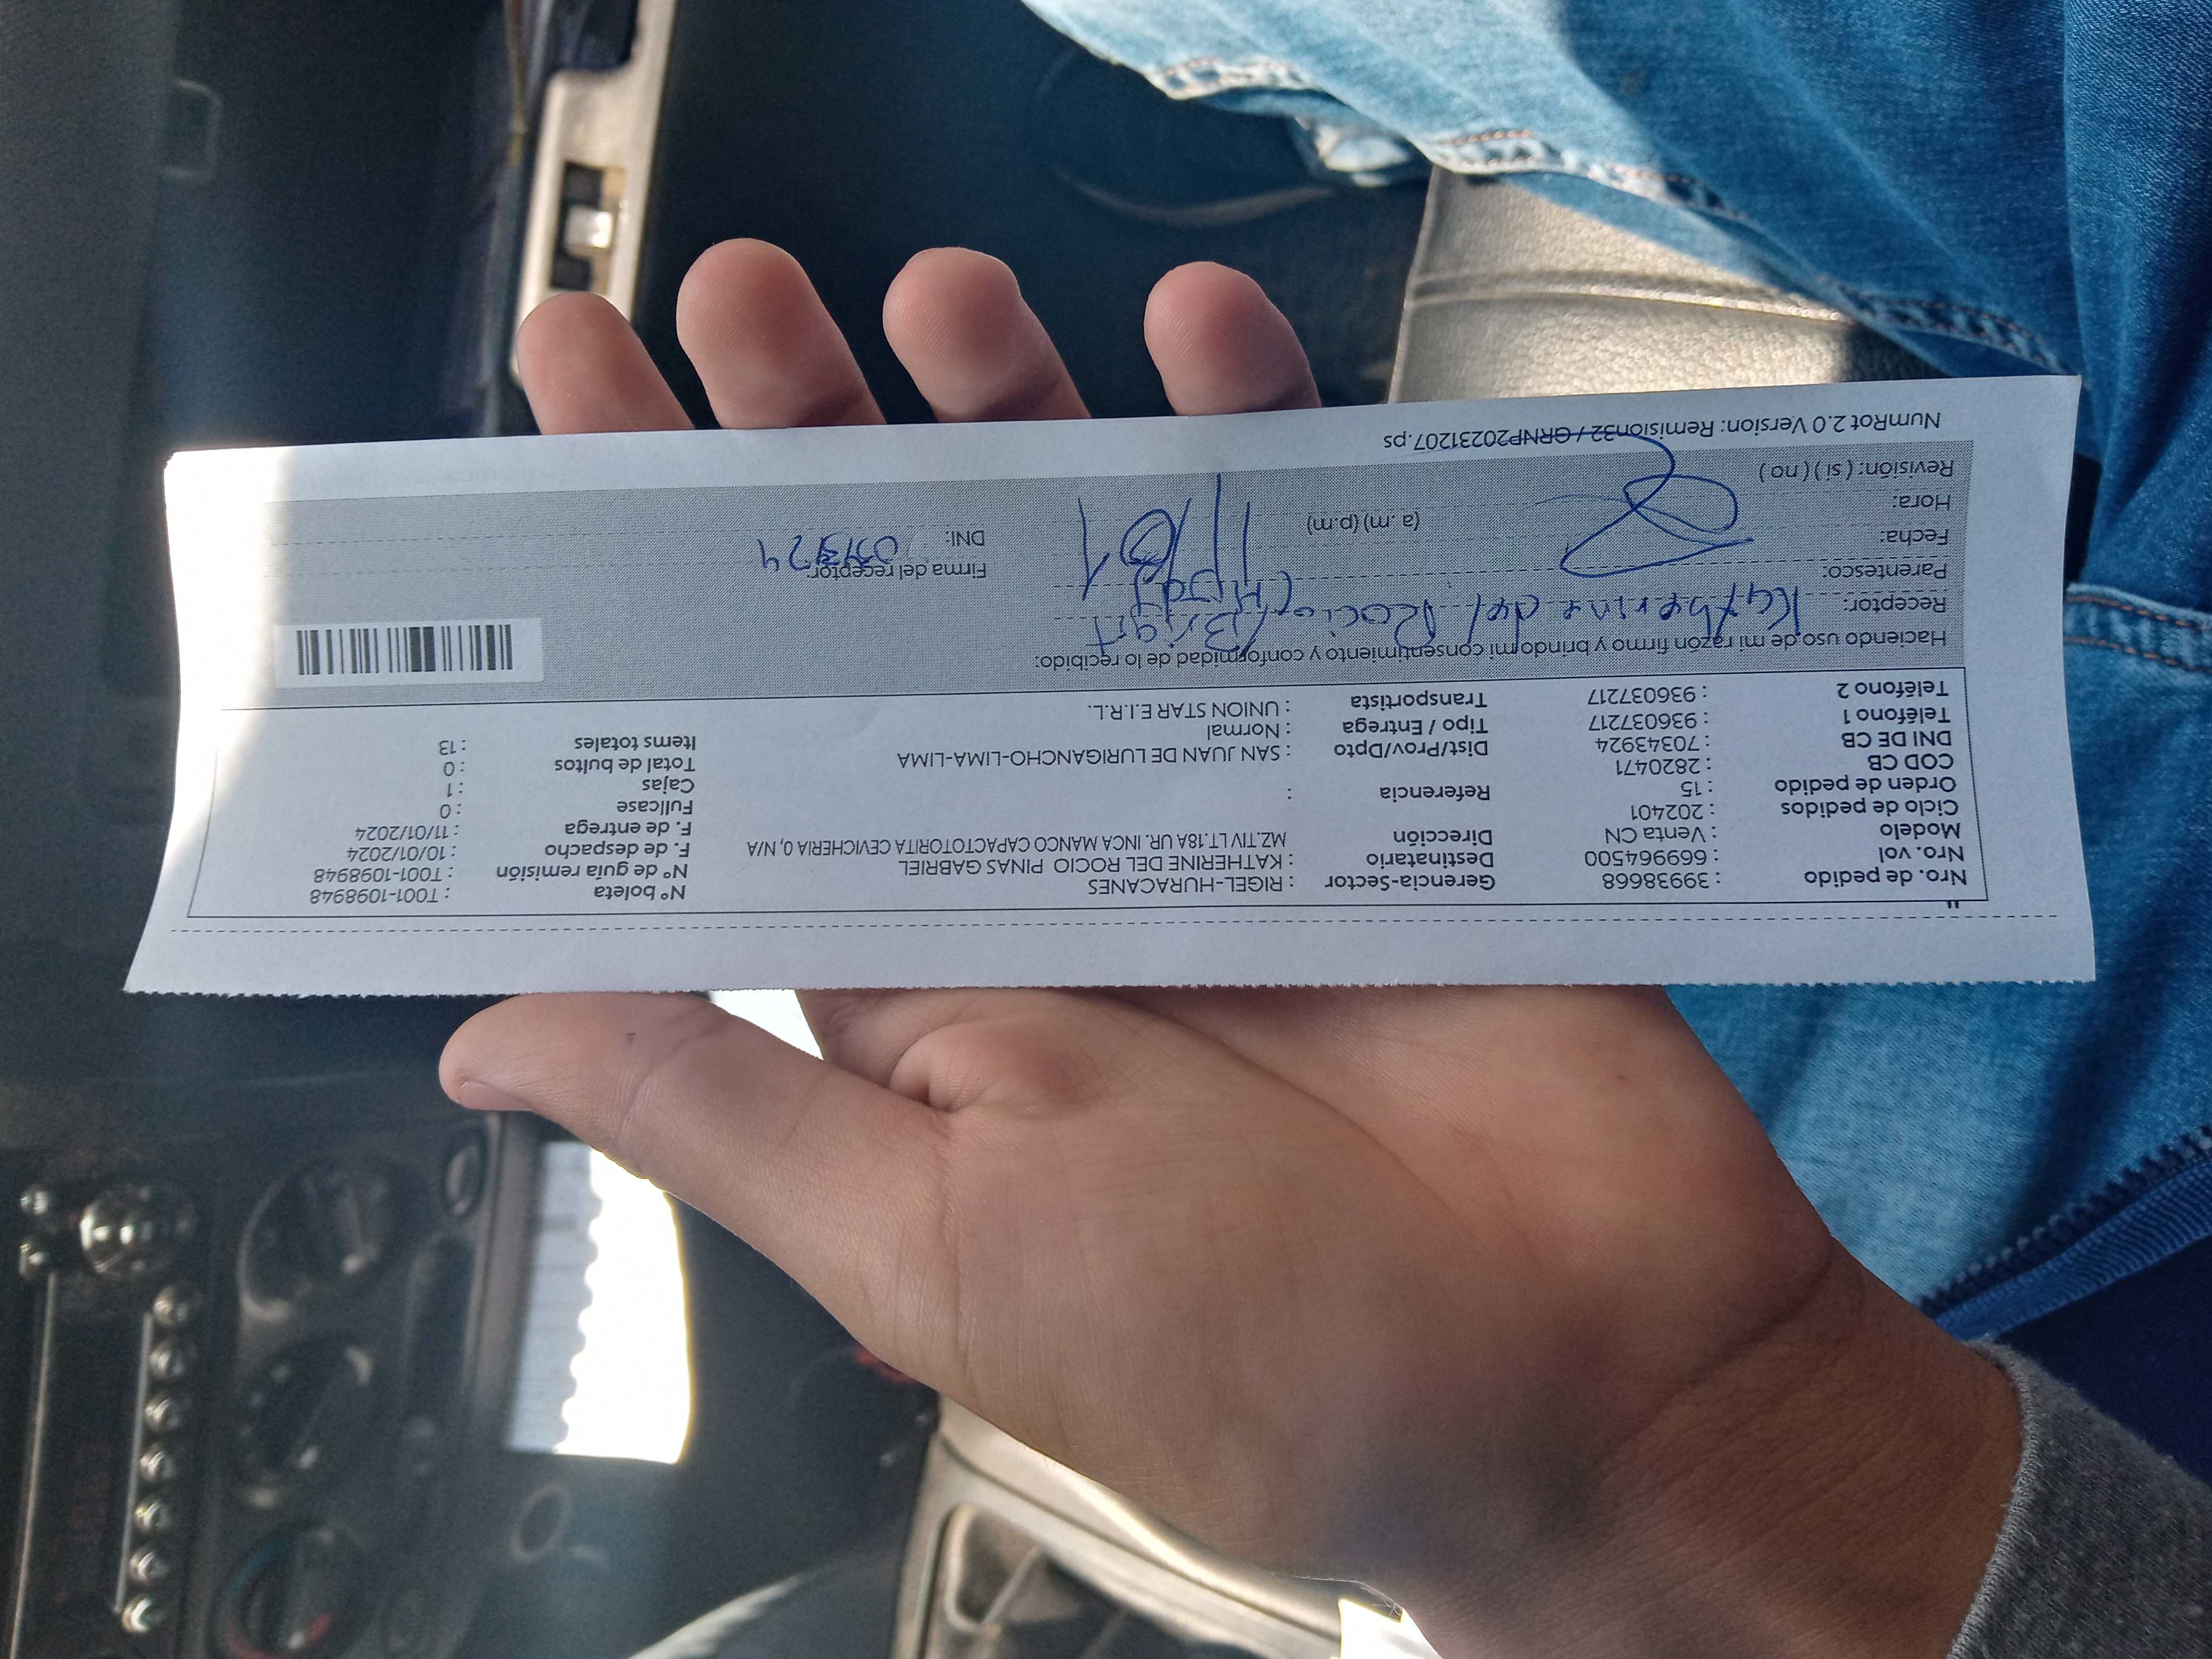 Nro. de pedido : 39938668 Gerencia-Sector : RIGEL-HURACANES N° boleta : T001-1098948
Nro. vol : 669964500 Destinatario : KATHERINE DEL ROCIO PINAS GABRIEL N° de guía remisión : T001-1098948
Modelo : Venta CN Dirección MZ.TIV LT.18A UR. INCA MANCO CAPACTOTORITA CEVICHERIA 0, N/A F. de despacho : 10/01/2024
Ciclo de pedidos : 202401 F. de entrega : 11/01/2024
Orden de pedido : 15 Referencia : Fullcase : 0
COD CB : 2820471 Cajas : 1
DNI DE CB : 70343924 Dist/Prov/Dpto : SAN JUAN DE LURIGANCHO-LIMA-LIMA Total de bultos : 0
Teléfono 1 : 936037217 Tipo / Entrega : Normal Items totales : 13
Teléfono 2 : 936037217 Transportista : UNION STAR E.I.R.L.
Haciendo uso de mi razón firmo y brindo mi consentimiento y conformidad de lo recibido:
Receptor: Katherine del Rocio
Parentesco:
Fecha: Firma del receptor:
Hora: (a .m) (p.m) DNI:
Revisión: ( si ) ( no )
NumRot 2.0 Version: Remision32 / GRNP20231207.ps